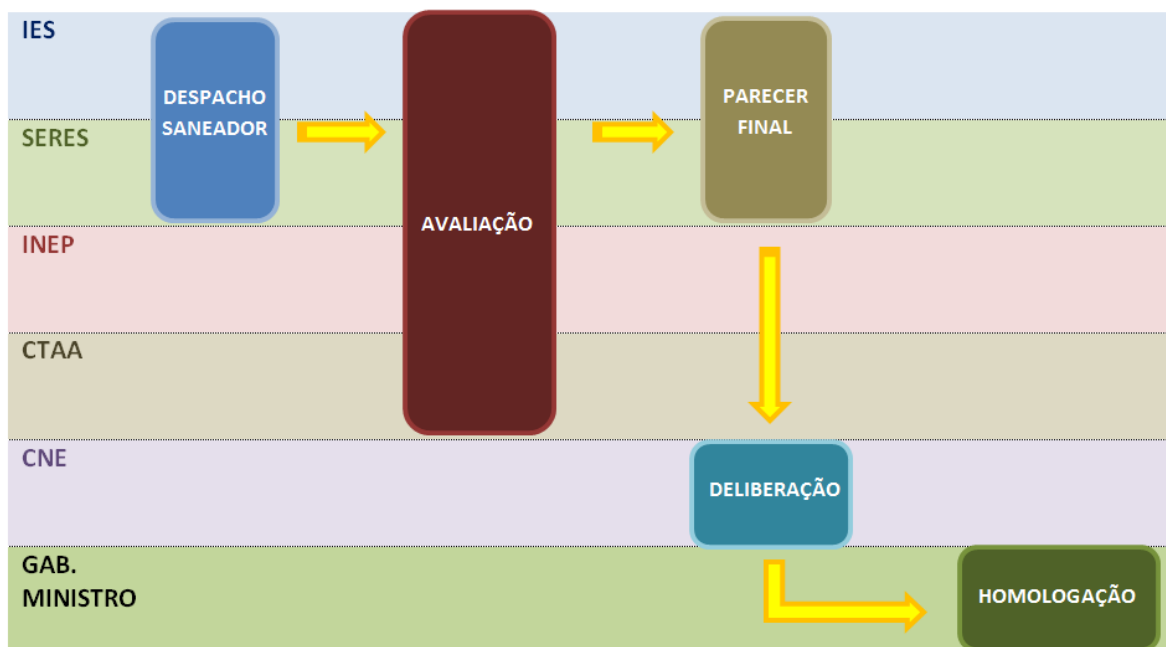 IES
DESPACHO
SANEADOR
PARECER
FINAL
SERES
AVALIAÇÃO
INEP
CTAA
CNE
DELIBERAÇÃO
GAB.
MINISTRO
HOMOLOGAÇÃO